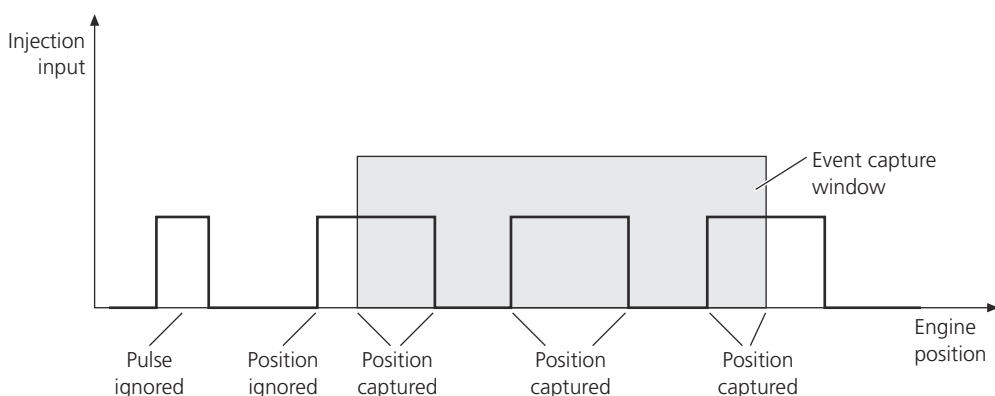 Injection
input
Event capture
window
Engine
position
Pulse
ignored
Position
ignored
Position
captured
Position
captured
Position
captured